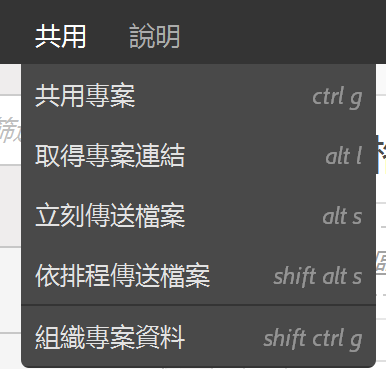 共用 說明
共用專案 ctrl g
取得專案連結 alt l
立刻傳送檔案 alt s
依排程傳送檔案 shift alt s
組織專案資料 shift ctrl g